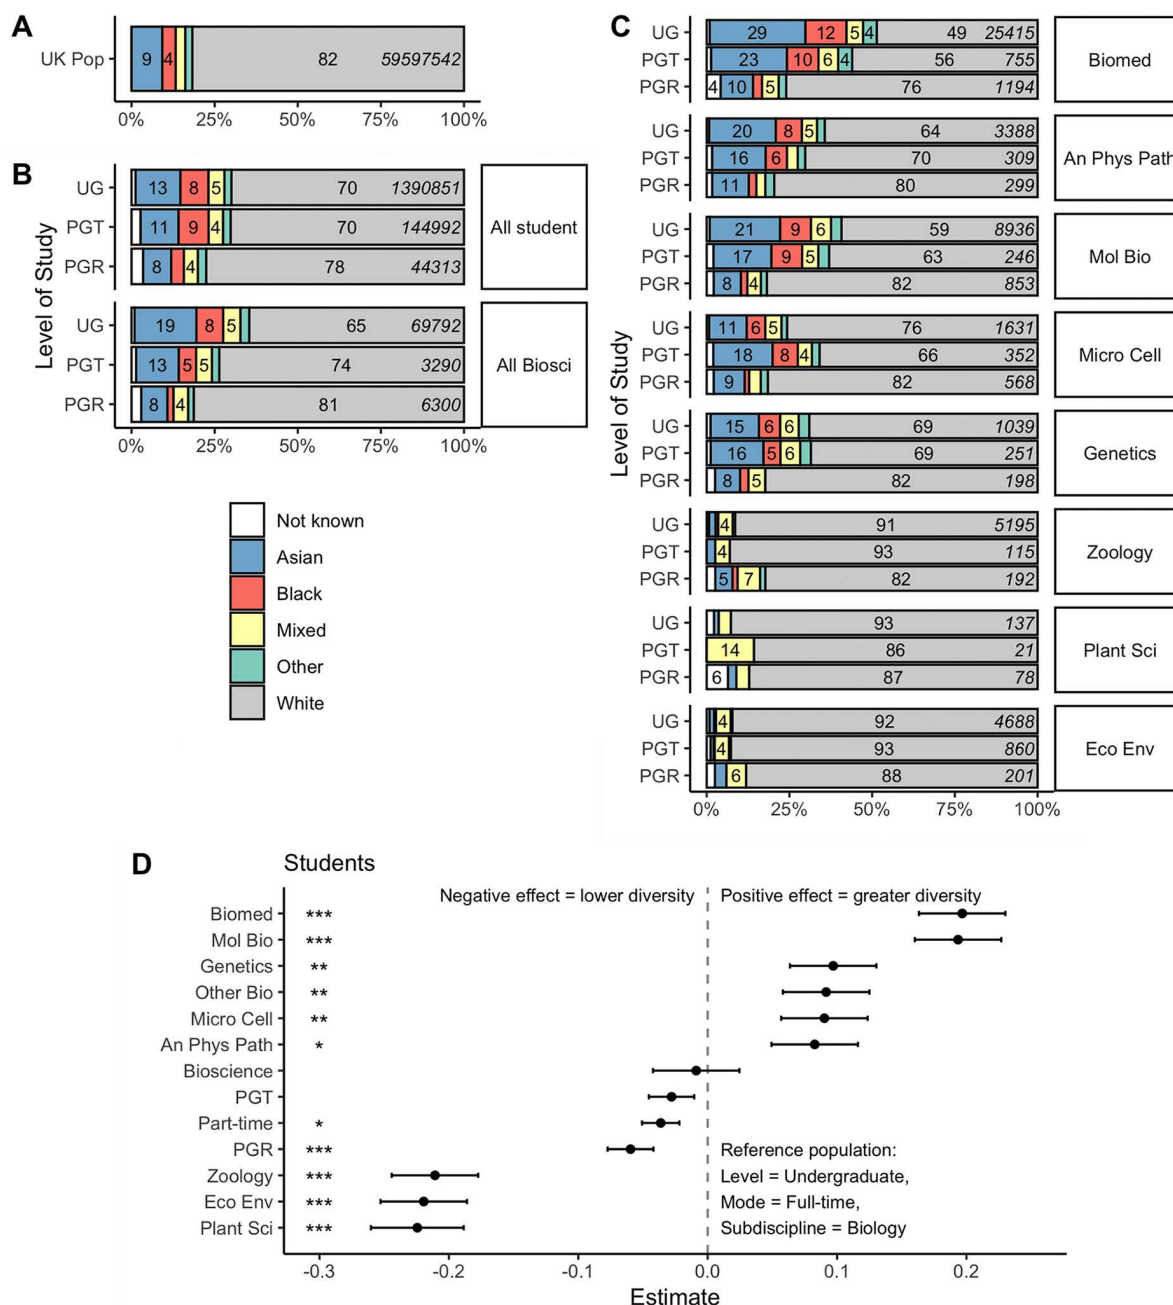 A
UK Pop 9 4 82 59597542
0% 25% 50% 75% 100%
B
Level of Study
UG 13 8 5 70 1390851
PGT 11 9 4 70 144992
PGR 8 4 78 44313
All student
UG 19 8 5 65 69792
PGT 13 5 5 74 3290
PGR 8 4 81 6300
All Biosci
0% 25% 50% 75% 100%
Not known
Asian
Black
Mixed
Other
White
C
Level of Study
UG 29 12 5 4 49 25415
PGT 23 10 6 4 56 755
PGR 4 10 5 76 1194
Biomed
UG 20 8 5 64 3388
PGT 16 6 70 309
PGR 11 80 299
An Phys Path
UG 21 9 6 59 8936
PGT 17 9 5 63 246
PGR 8 4 82 853
Mol Bio
UG 11 6 5 76 1631
PGT 18 8 4 66 352
PGR 9 82 568
Micro Cell
UG 15 6 6 69 1039
PGT 16 5 6 69 251
PGR 8 5 82 198
Genetics
UG 4 91 5195
PGT 4 93 115
PGR 5 7 82 192
Zoology
UG 93 137
PGT 14 86 21
PGR 6 87 78
Plant Sci
UG 4 92 4688
PGT 4 93 860
PGR 6 88 201
Eco Env
0% 25% 50% 75% 100%
D
Students
Negative effect = lower diversity
Positive effect = greater diversity
Biomed ***
Mol Bio ***
Genetics **
Other Bio **
Micro Cell **
An Phys Path *
Bioscience
PGT
Part-time *
PGR ***
Zoology ***
Eco Env ***
Plant Sci ***
Reference population:
Level = Undergraduate,
Mode = Full-time,
Subdiscipline = Biology
-0.3 -0.2 -0.1 0.0 0.1 0.2
Estimate